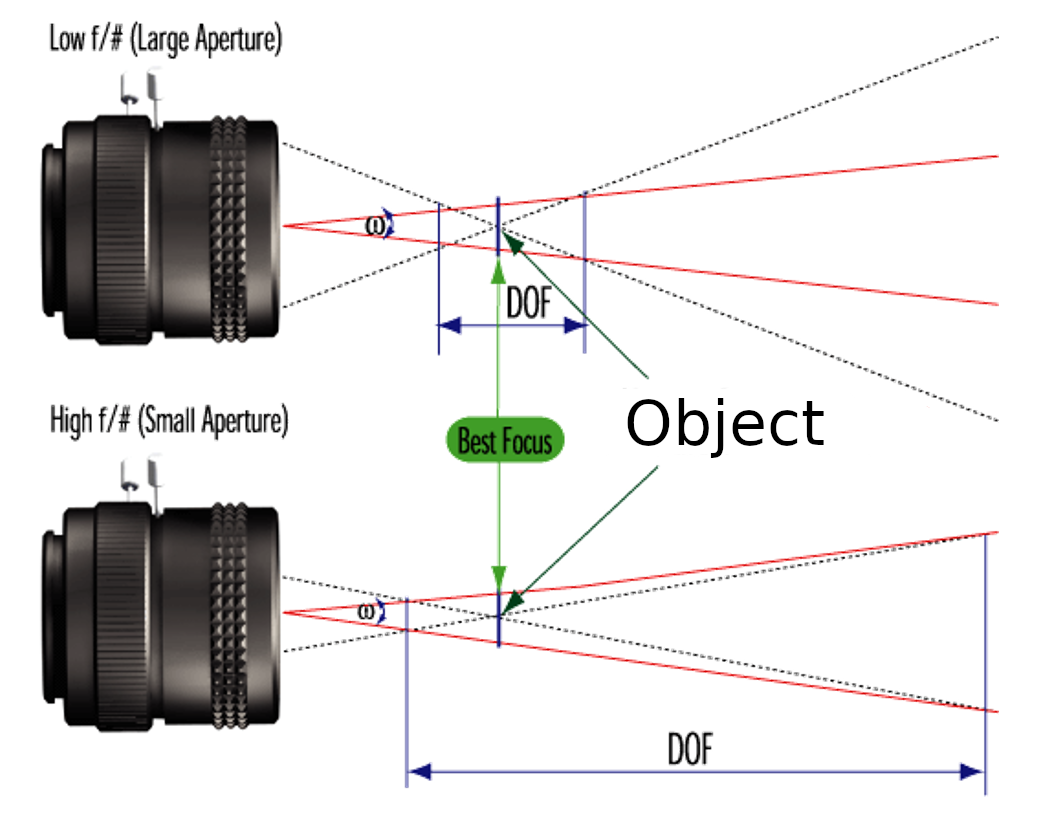 Low f/# (Large Aperture)
ω
DOF
Best Focus
Object
High f/# (Small Aperture)
ω
DOF